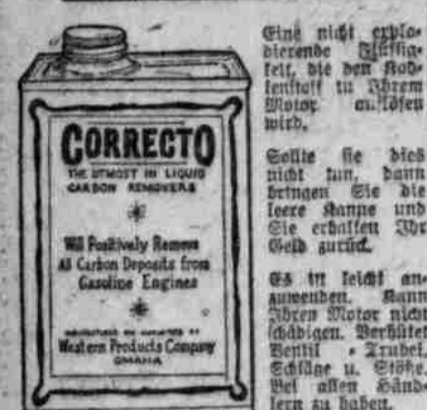 CORRECTO
THE UTMOST IN LIQUID
CARBON REMOVERS
Will Positively Remove
All Carbon Deposits from
Gasoline Engines
Western Products Company
OMAHA
Eine nicht explo-
dierende Flüssig-
keit, die den Koh-
lenstoff in Ihrem
Motor auflösen
wird.
Sollte sie dies
nicht tun, dann
bringen Sie die
leere Kanne und
Sie erhalten Ihr
Geld zurück.
Es ist leicht an-
zuwenden. Kann
Ihren Motor nicht
schädigen. Verhütet
Ventil - Trubel,
Schläge u. Stöße.
Bei allen Händ-
lern zu haben.